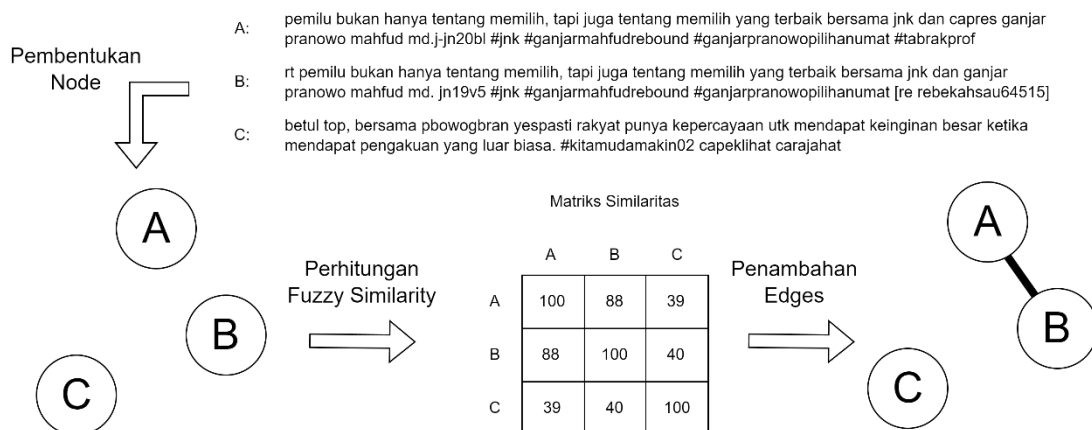 A: pemilu bukan hanya tentang memilih, tapi juga tentang memilih yang terbaik bersama jnk dan capres ganjar
pranowo mahfud md.j-jn20bl #jnk #ganjarmahfudrebound #ganjarpranowopilihanumat #tabrakprof
Pembentukan
Node
B: rt pemilu bukan hanya tentang memilih, tapi juga tentang memilih yang terbaik bersama jnk dan ganjar
pranowo mahfud md. jn19v5 #jnk #ganjarmahfudrebound #ganjarpranowopilihanumat [re rebekahsau64515]
C: betul top, bersama pbowogbran yespasti rakyat punya kepercayaan utk mendapat keinginan besar ketika
mendapat pengakuan yang luar biasa. #kitamudamakin02 capeklihat carajahat
A
B
C
Perhitungan
Fuzzy Similarity
Matriks Similaritas
A B C
A 100 88 39
B 88 100 40
C 39 40 100
Penambahan
Edges
A
B
C